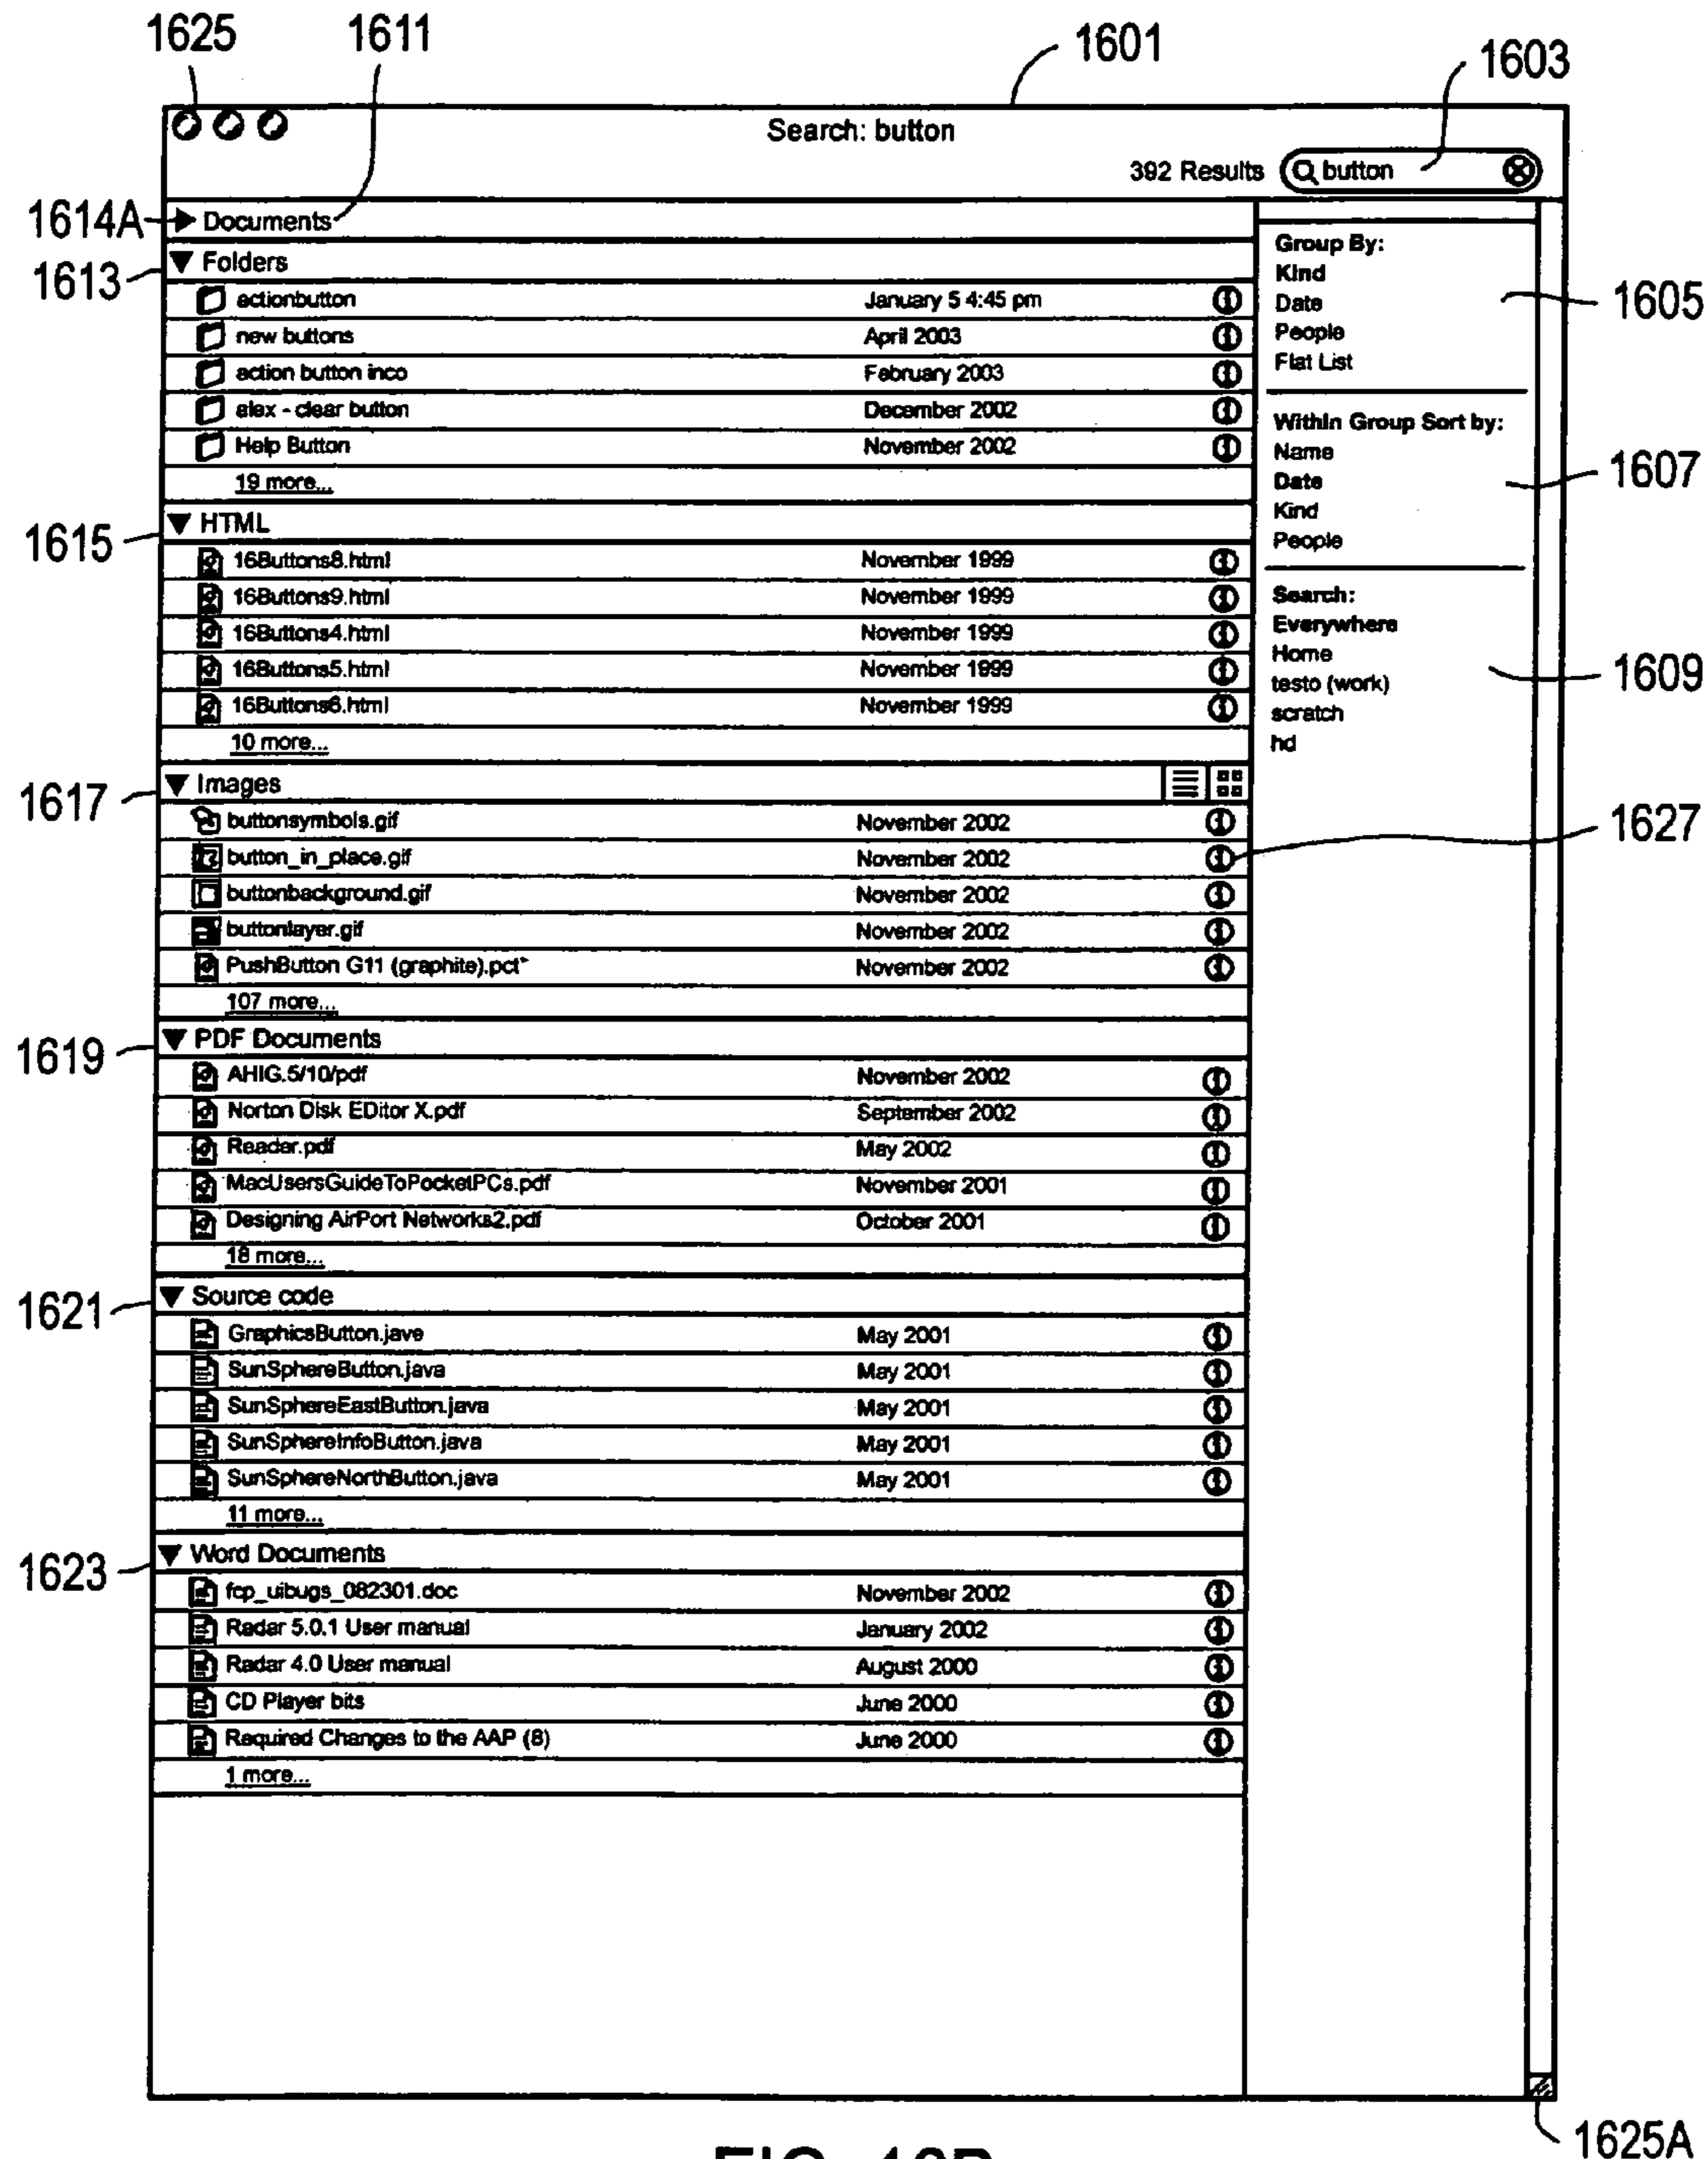 1625 1611 1601 1603
Search: button
392 Results button
1614A Documents
1613 Folders
actionbutton January 5 4:45 pm
new buttons April 2003
action button inco February 2003
alex - clear button December 2002
Help Button November 2002
19 more...
1615 HTML
16Buttons8.html November 1999
16Buttons9.html November 1999
16Buttons4.html November 1999
16Buttons5.html November 1999
16Buttons6.html November 1999
10 more...
1617 Images
buttonsymbols.gif November 2002
button_in_place.gif November 2002
buttonbackground.gif November 2002
buttonlayer.gif November 2002
PushButton G11 (graphite).pct"
November 2002
107 more...
1619 PDF Documents
AHIG.5/10/pdf November 2002
Norton Disk EDitor X.pdf September 2002
Reader.pdf May 2002
MacUsersGuideToPocketPCs.pdf November 2001
Designing AirPort Networks2.pdf October 2001
18 more...
1621 Source code
GraphicsButton.jave May 2001
SunSphereButton.java May 2001
SunSphereEastButton.java May 2001
SunSphereInfoButton.java May 2001
SunSphereNorthButton.java May 2001
11 more...
1623 Word Documents
fcp_uibugs_082301.doc November 2002
Radar 5.0.1 User manual January 2002
Radar 4.0 User manual August 2000
CD Player bits June 2000
Required Changes to the AAP (8) June 2000
1 more...
Group By:
Kind
Date
People
Flat List
1605
Within Group Sort by:
Name
Date
Kind
People
1607
Search:
Everywhere
Home
testo (work)
scratch
hd
1609
1627
1625A